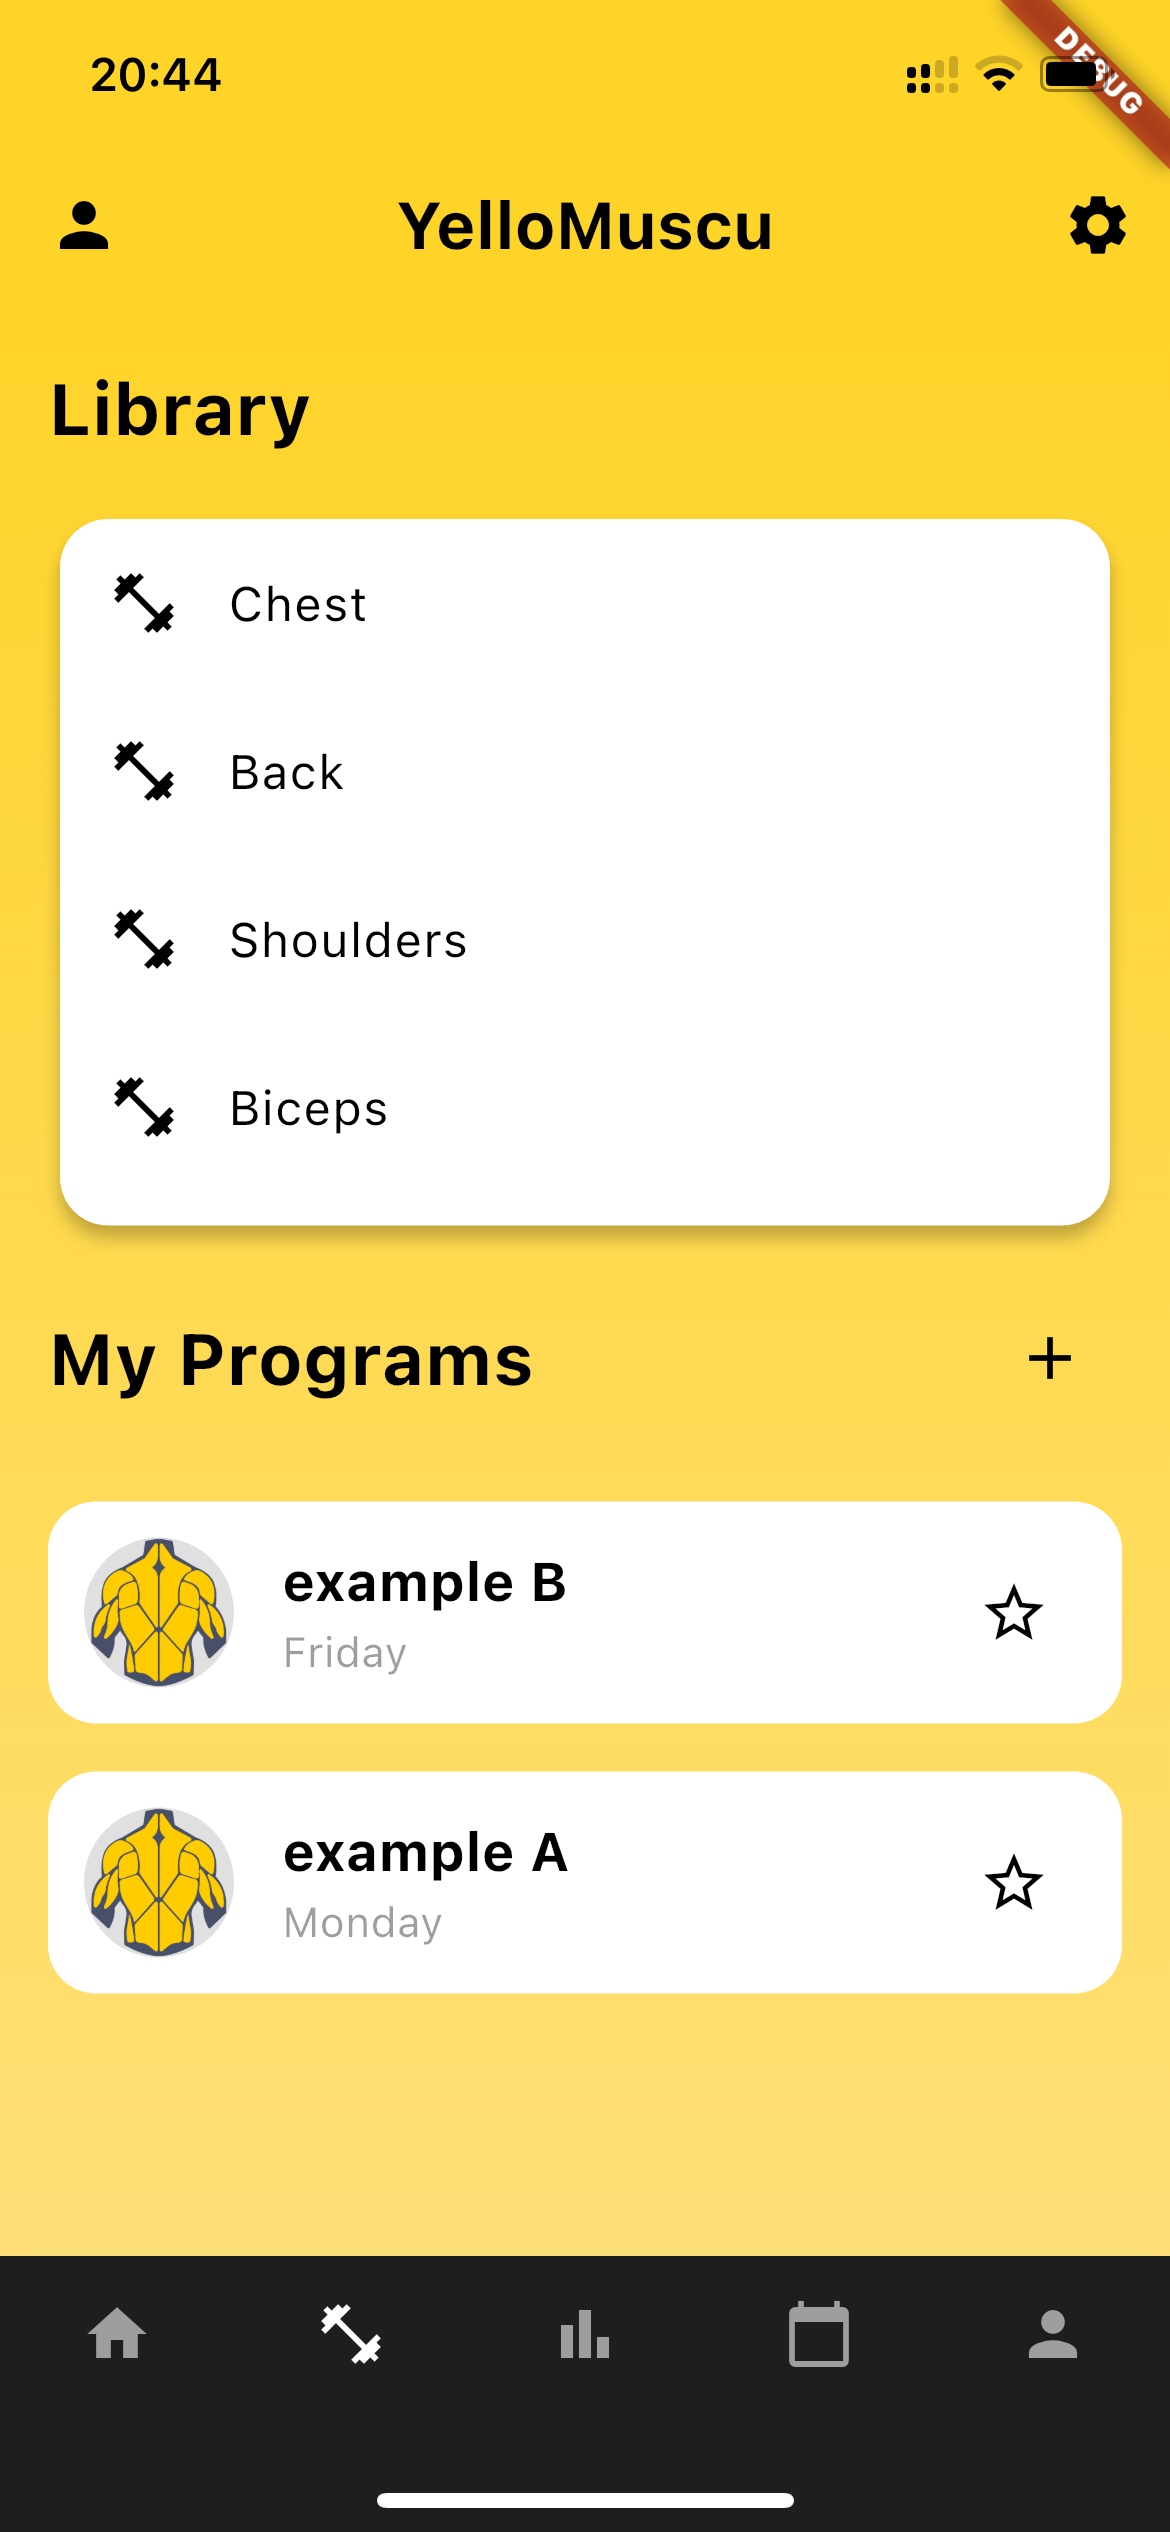 20:44
DEBUG
YelloMuscu
Library
Chest
Back
Shoulders
Biceps
My Programs
example B
Friday
example A
Monday